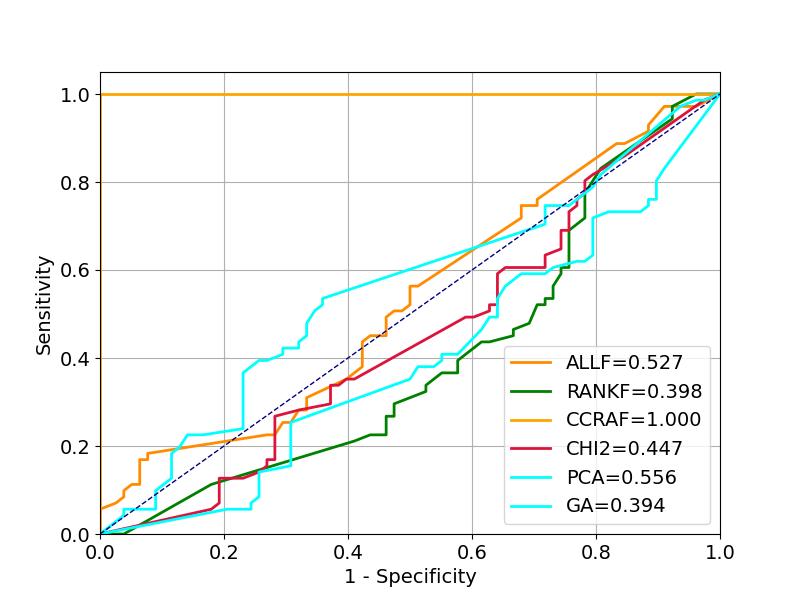 1.0
0.8
0.6
0.4
0.2
0.0
Sensitivity
ALLF=0.527
RANKF=0.398
CCRAF=1.000
CHI2=0.447
PCA=0.556
GA=0.394
0.0 0.2 0.4 0.6 0.8 1.0
1 - Specificity